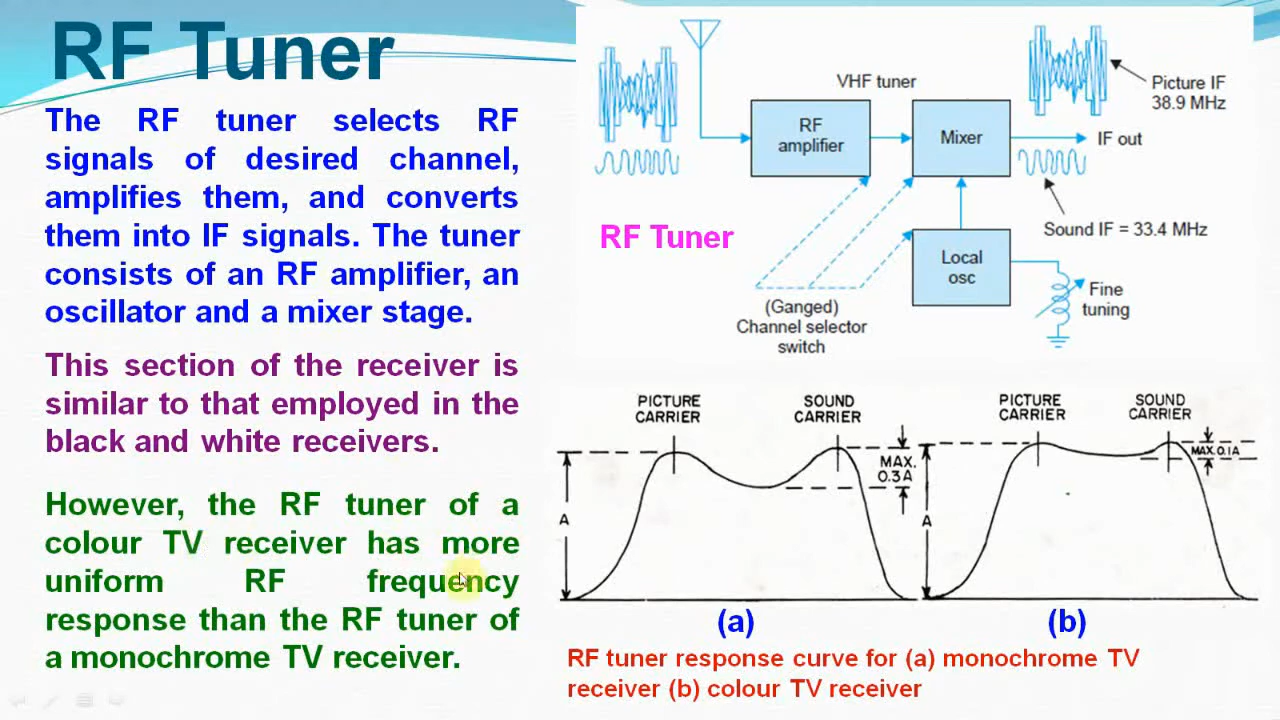 RF Tuner
The RF tuner selects RF
signals of desired channel,
amplifies them, and converts
them into IF signals. The tuner
consists of an RF amplifier, an
oscillator and a mixer stage.
This section of the receiver is
similar to that employed in the
black and white receivers.
However, the RF tuner of a
colour TV receiver has more
uniform RF frequency
response than the RF tuner of
a monochrome TV receiver.
VHF tuner
Picture IF
38.9 MHz
RF
amplifier
Mixer
IF out
RF Tuner
Sound IF = 33.4 MHz
Local
osc
Fine
tuning
(Ganged)
Channel selector
switch
PICTURE
CARRIER
SOUND
CARRIER
MAX.
0.3A
A
(a)
PICTURE
CARRIER
SOUND
CARRIER
MAX. 0.1A
A
(b)
RF tuner response curve for (a) monochrome TV
receiver (b) colour TV receiver